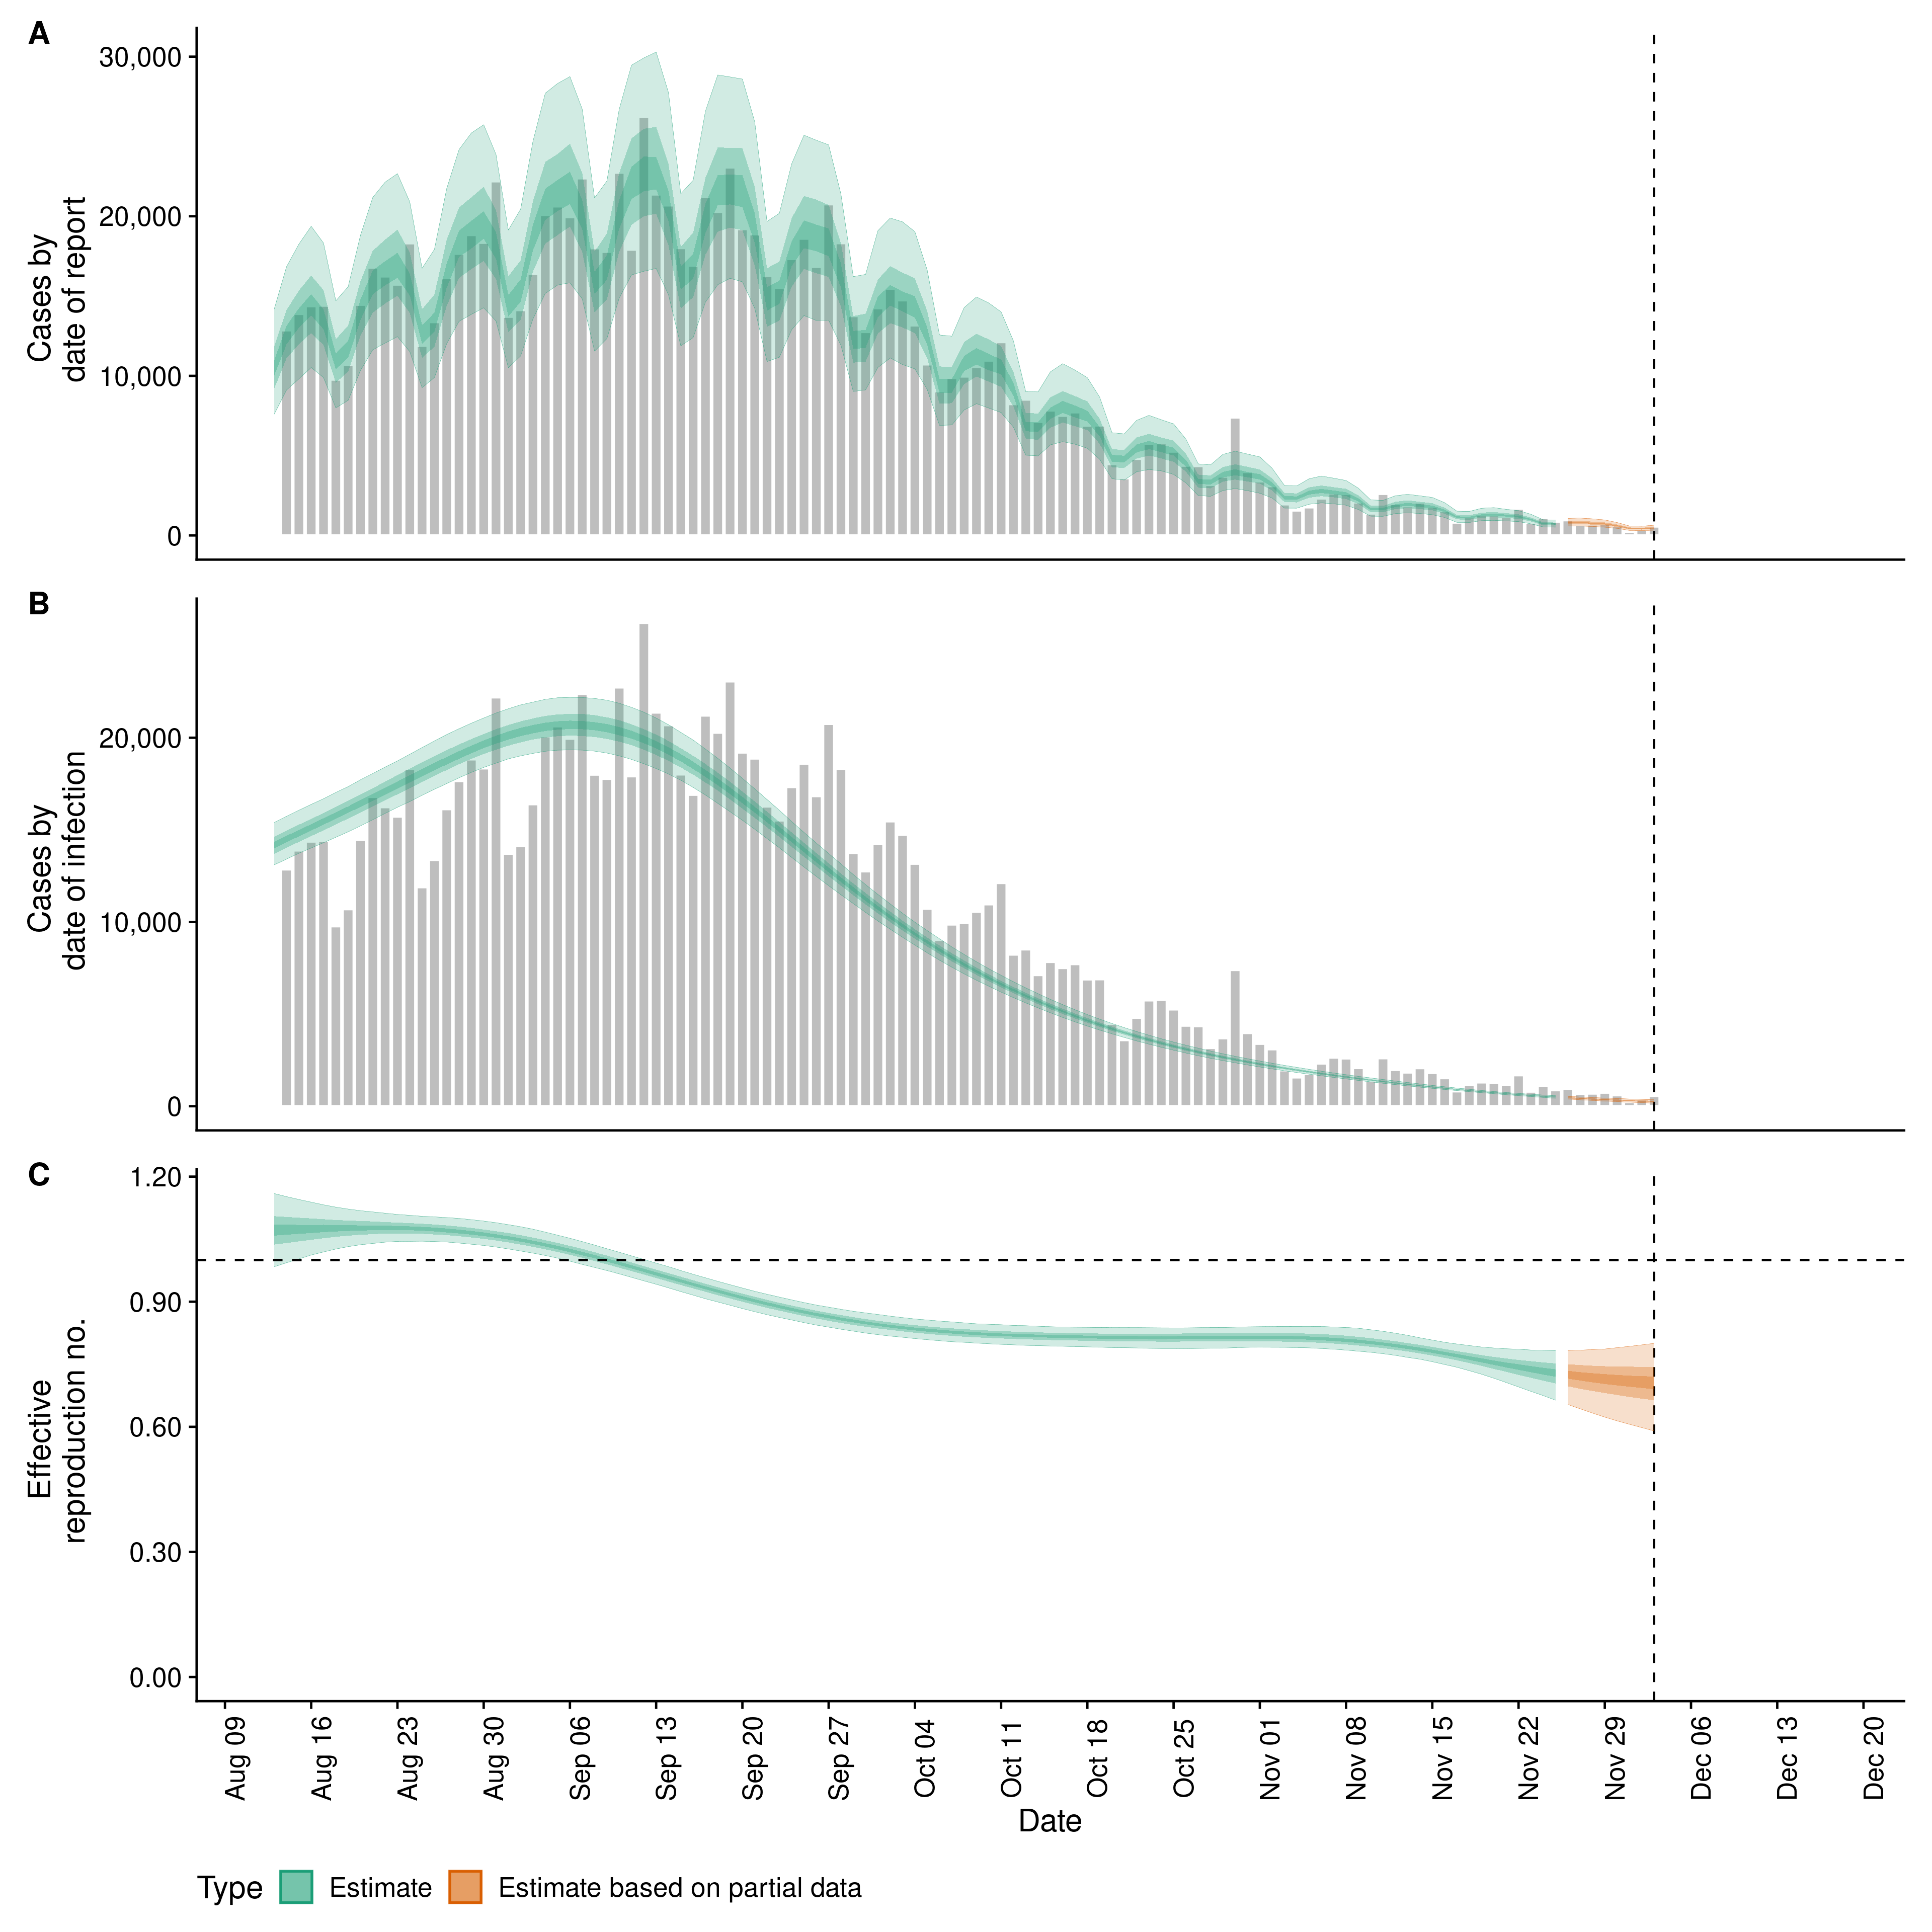 A
30,000
20,000
10,000
0
Cases by
date of report
B
20,000
10,000
0
Cases by
date of infection
C
1.20
0.90
0.60
0.30
0.00
Effective
reproduction no.
Aug 09
Aug 16
Aug 23
Aug 30
Sep 06
Sep 13
Sep 20
Sep 27
Oct 04
Oct 11
Oct 18
Oct 25
Nov 01
Nov 08
Nov 15
Nov 22
Nov 29
Dec 06
Dec 13
Dec 20
Date
Type Estimate Estimate based on partial data